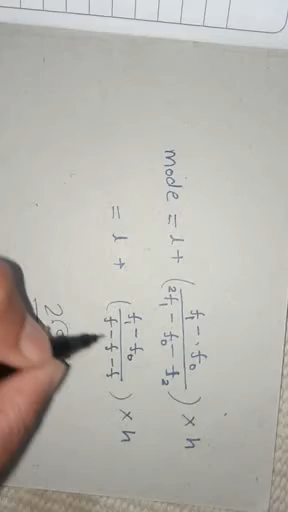 mode = l + (f₁ - f₀ / 2f₁ - f₀ - f₂) × h
= l + (f₁ - f₀ / f - f - f) × h